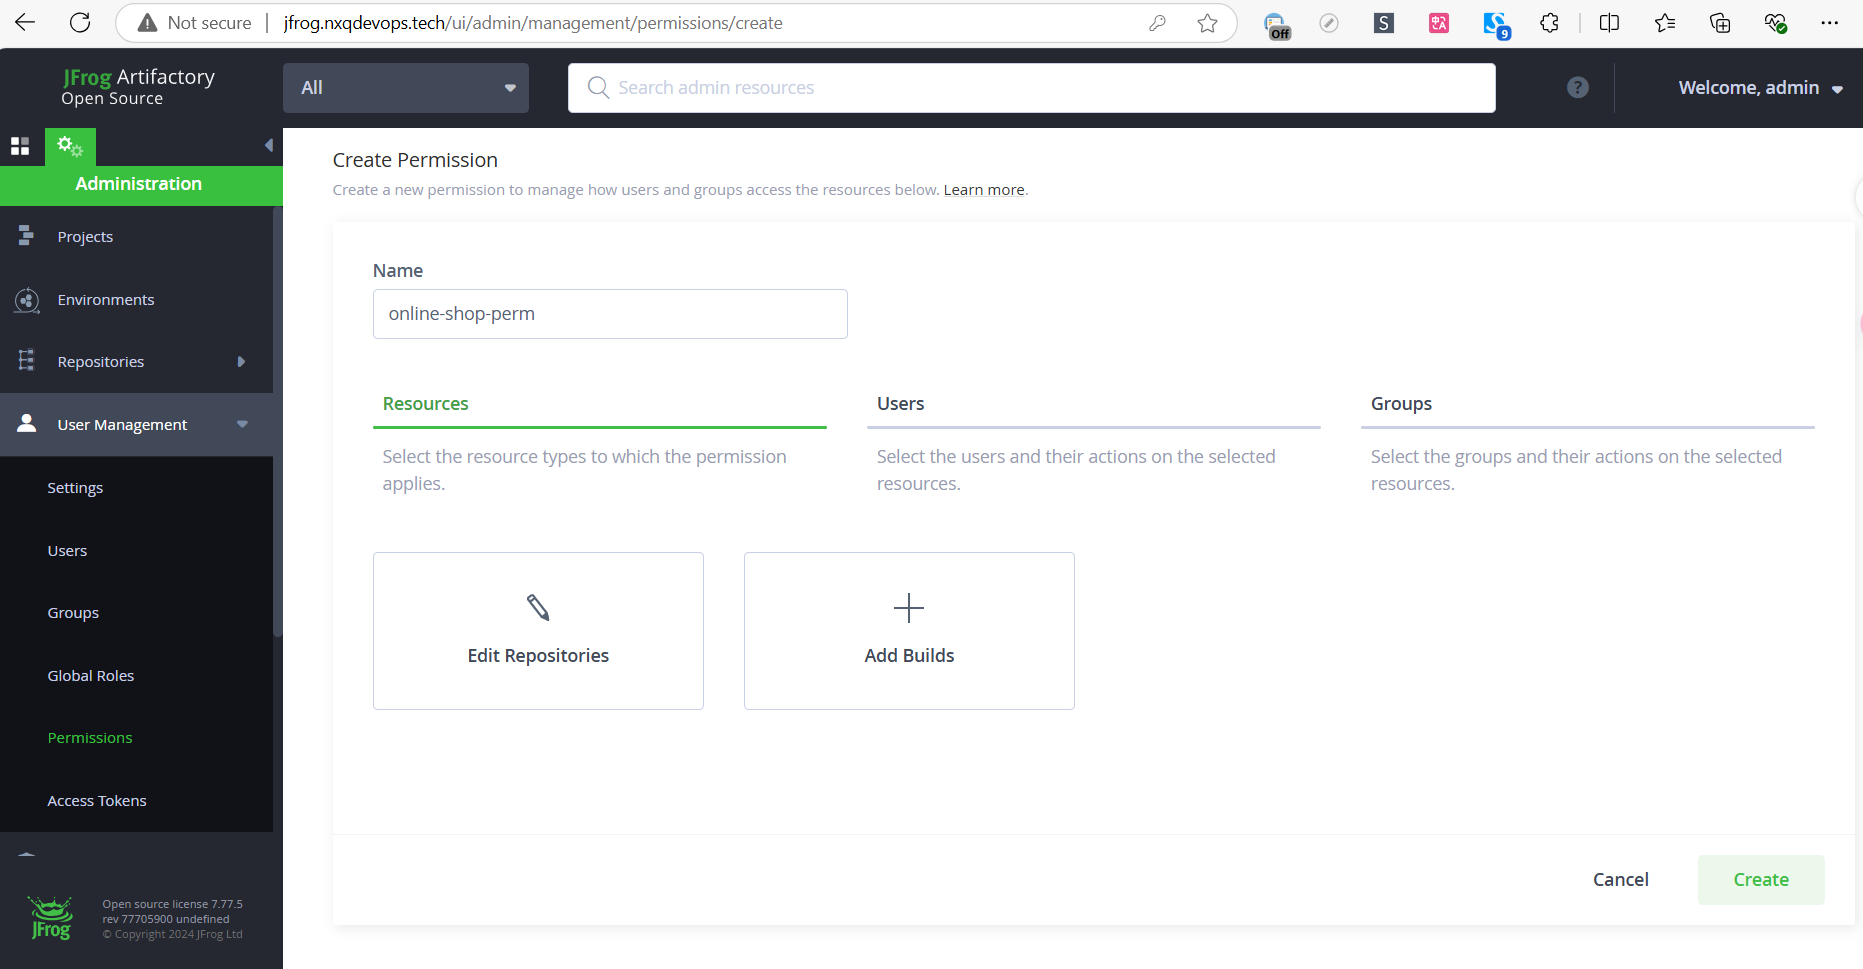 Not secure
jfrog.nxqdevops.tech/ui/admin/management/permissions/create
Off
S
9
JFrog Artifactory
Open Source
All
Search admin resources
?
Welcome, admin
Administration
Projects
Environments
Repositories
User Management
Settings
Users
Groups
Global Roles
Permissions
Access Tokens
JFrog
Open source license 7.77.5
rev 77705900 undefined
© Copyright 2024 JFrog Ltd
Create Permission
Create a new permission to manage how users and groups access the resources below. Learn more.
Name
online-shop-perm
Resources
Select the resource types to which the permission
applies.
Users
Select the users and their actions on the selected
resources.
Groups
Select the groups and their actions on the selected
resources.
Edit Repositories
Add Builds
Cancel
Create